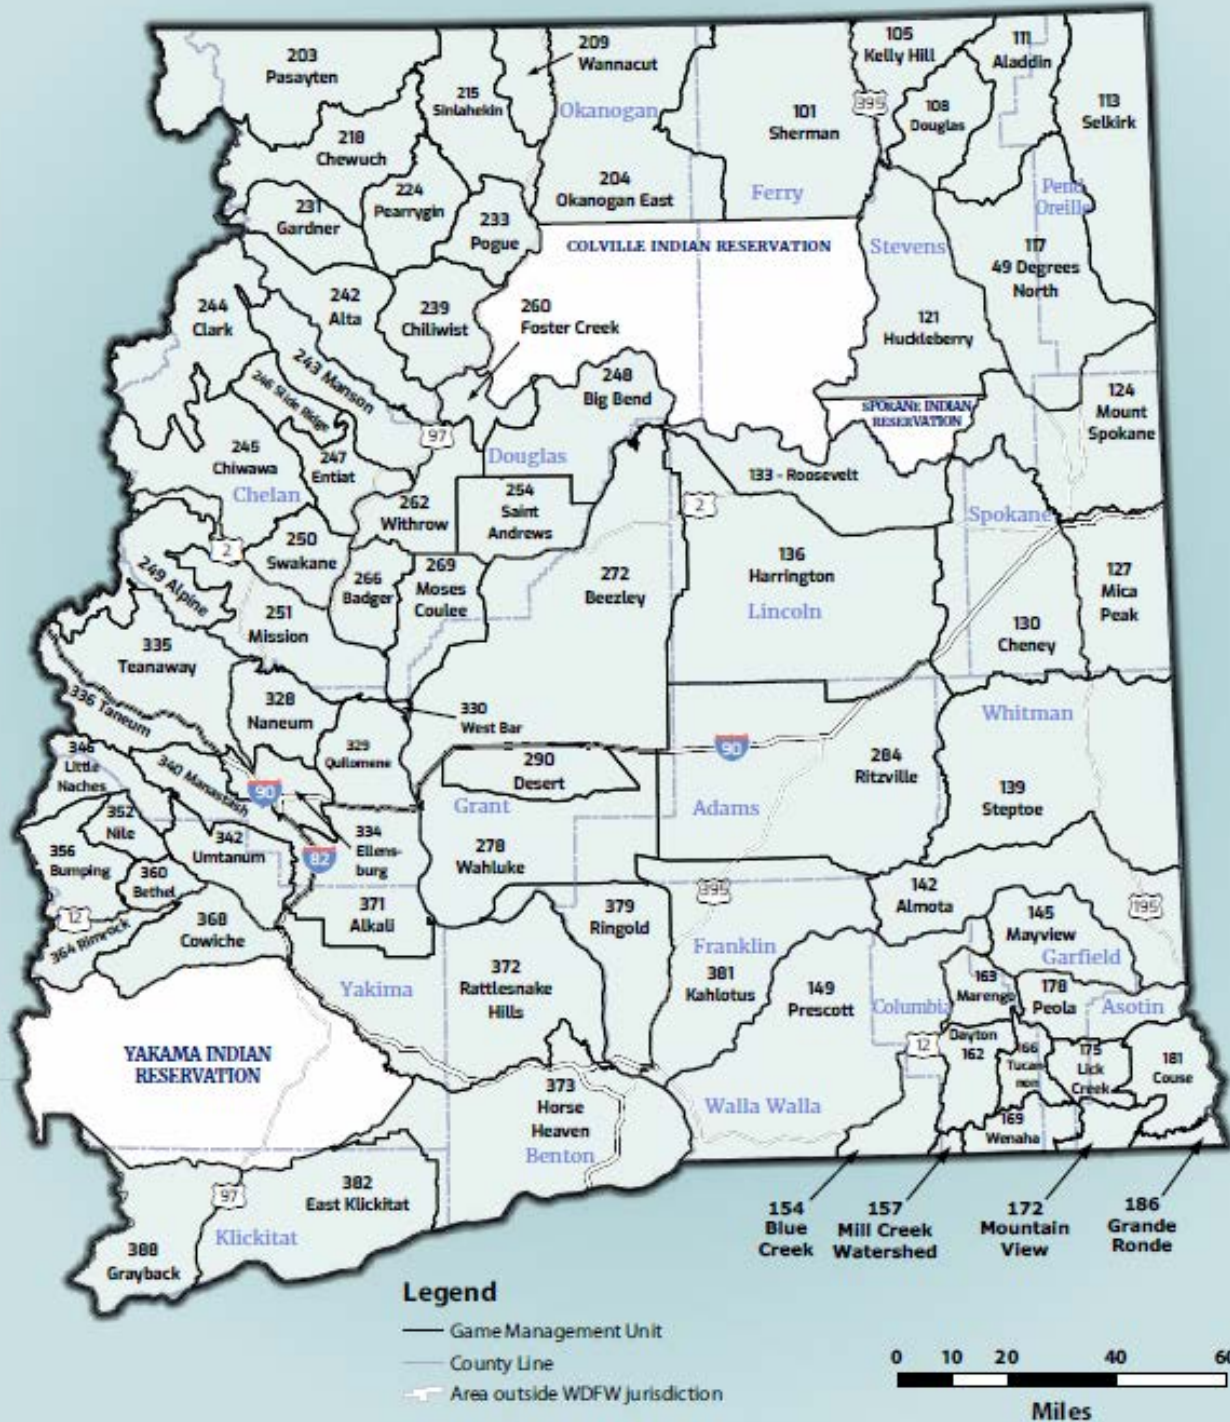 203
Pasayten
209
Wannacut
215
Sinlahekin
Okanogan
105
Kelly Hill
111
Aladdin
395
108
Douglas
101
Sherman
113
Selkirk
218
Chewuch
224
Pearrygin
231
Gardner
233
Pogue
204
Okanogan East
Ferry
Pend
Oreille
COLVILLE INDIAN RESERVATION
Stevens
117
49 Degrees
North
244
Clark
242
Alta
239
Chiliwist
260
Foster Creek
121
Huckleberry
243 Manson
246 Slide Ridge
248
Big Bend
SPOKANE INDIAN
RESERVATION
124
Mount
Spokane
97
245
Chiwawa
247
Entiat
Chelan
Douglas
133 - Roosevelt
262
Withrow
254
Saint
Andrews
2
Spokane
2
250
Swakane
249 Alpine
266
Badger
269
Moses
Coulee
272
Beezley
136
Harrington
Lincoln
127
Mica
Peak
251
Mission
130
Cheney
335
Teanaway
336 Taneum
328
Naneum
330
West Bar
Whitman
346
Little
Naches
340 Manastash
329
Quilomene
290
Desert
90
284
Ritzville
90
Grant
Adams
139
Steptoe
352
Nile
342
Umtanum
82
334
Ellens-
burg
278
Wahluke
356
Bumping
360
Bethel
12
364 Rimrock
368
Cowiche
371
Alkali
379
Ringold
395
142
Almota
195
145
Mayview
Garfield
Franklin
381
Kahlotus
372
Rattlesnake
Hills
Yakima
149
Prescott
163
Marengo
178
Peola
Columbia
Asotin
12
Dayton
162
166
Tucan-
non
175
Lick
Creek
181
Couse
YAKAMA INDIAN
RESERVATION
373
Horse
Heaven
Benton
Walla Walla
169
Wenaha
382
East Klickitat
97
Klickitat
388
Grayback
154
Blue
Creek
157
Mill Creek
Watershed
172
Mountain
View
186
Grande
Ronde
Legend
Game Management Unit
County Line
Area outside WDFW jurisdiction
0 10 20 40 60
Miles